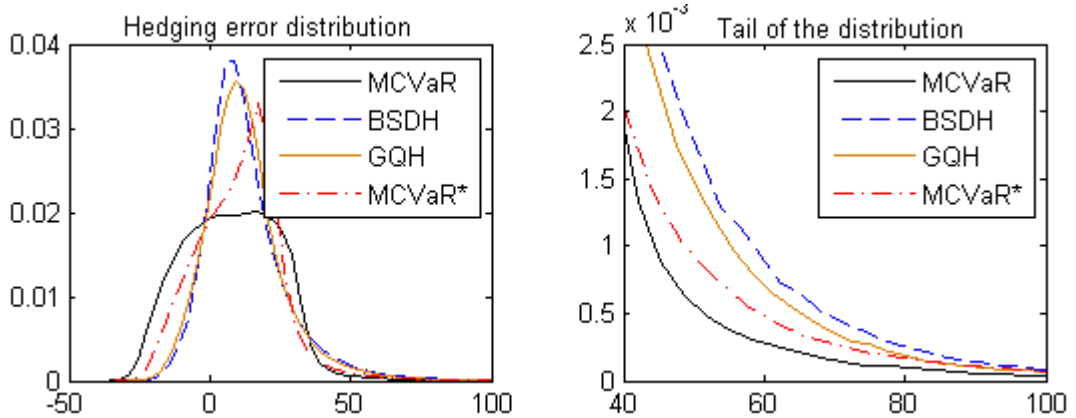 Hedging error distribution
0.04
0.03
0.02
0.01
0
-50
0
50
100
MCVaR
BSDH
GQH
MCVaR*
x 10⁻³
Tail of the distribution
2.5
2
1.5
1
0.5
0
40
60
80
100
MCVaR
BSDH
GQH
MCVaR*